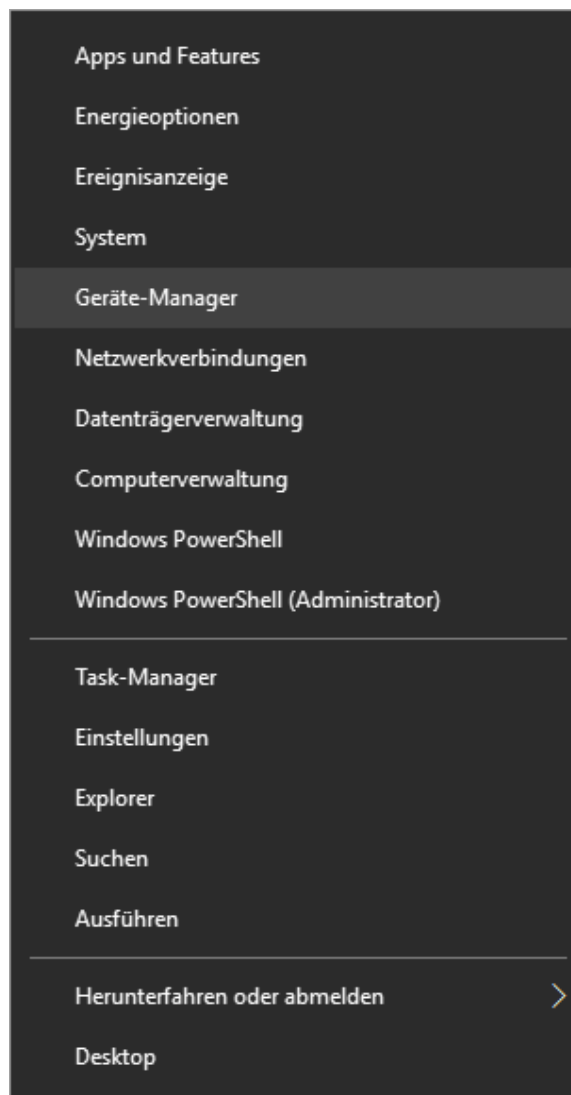 Apps und Features
Energieoptionen
Ereignisanzeige
System
Geräte-Manager
Netzwerkverbindungen
Datenträgerverwaltung
Computerverwaltung
Windows PowerShell
Windows PowerShell (Administrator)
Task-Manager
Einstellungen
Explorer
Suchen
Ausführen
Herunterfahren oder abmelden
Desktop